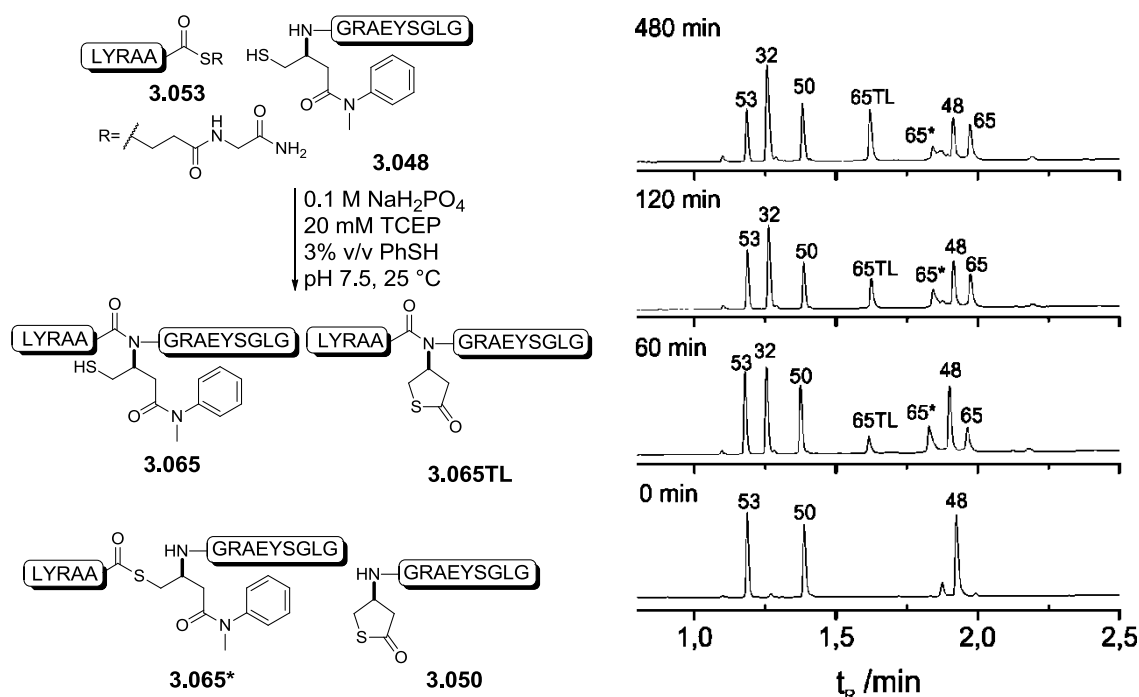 LYRAA
O
SR
3.053
HN
GRAEYSGLG
HS
O
N
3.048
R=
O
H
N
O
NH₂
0.1 M NaH₂PO₄
20 mM TCEP
3% v/v PhSH
pH 7.5, 25 °C
LYRAA
O
N
GRAEYSGLG
HS
O
N
3.065
LYRAA
O
N
GRAEYSGLG
S
O
3.065TL
LYRAA
O
S
HN
GRAEYSGLG
O
N
3.065*
HN
GRAEYSGLG
S
O
3.050
480 min
53
32
50
65TL
65*
48
65
120 min
53
32
50
65TL
65*
48
65
60 min
53
32
50
65TL
65*
48
65
0 min
53
50
48
1,0 1,5 2,0 2,5
tR /min